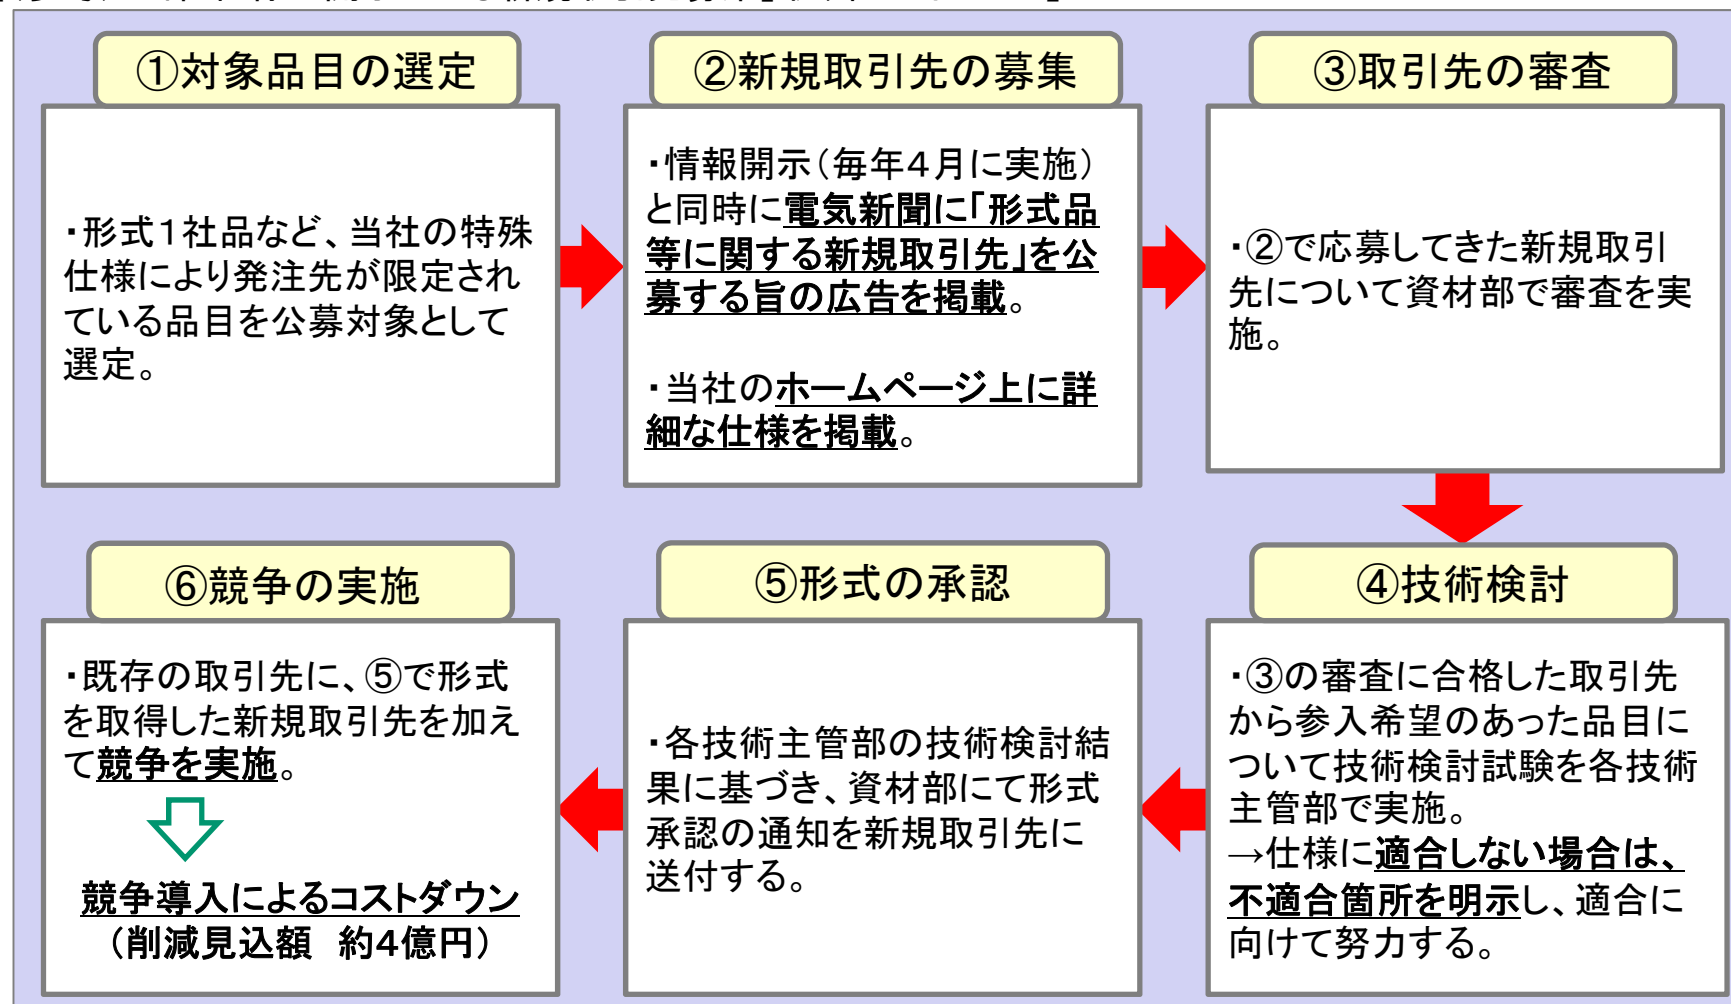 ①対象品目の選定
・形式１社品など、当社の特殊
仕様により発注先が限定され
ている品目を公募対象として
選定。
②新規取引先の募集
・情報開示（毎年４月に実施）
と同時に電気新聞に「形式品
等に関する新規取引先」を公
募する旨の広告を掲載。
・当社のホームページ上に詳
細な仕様を掲載。
③取引先の審査
・②で応募してきた新規取引
先について資材部で審査を実
施。
④技術検討
・③の審査に合格した取引先
から参入希望のあった品目に
ついて技術検討試験を各技術
主管部で実施。
→仕様に適合しない場合は、
不適合箇所を明示し、適合に
向けて努力する。
⑤形式の承認
・各技術主管部の技術検討結
果に基づき、資材部にて形式
承認の通知を新規取引先に
送付する。
⑥競争の実施
・既存の取引先に、⑤で形式
を取得した新規取引先を加え
て競争を実施。
競争導入によるコストダウン
（削減見込額　約4億円）